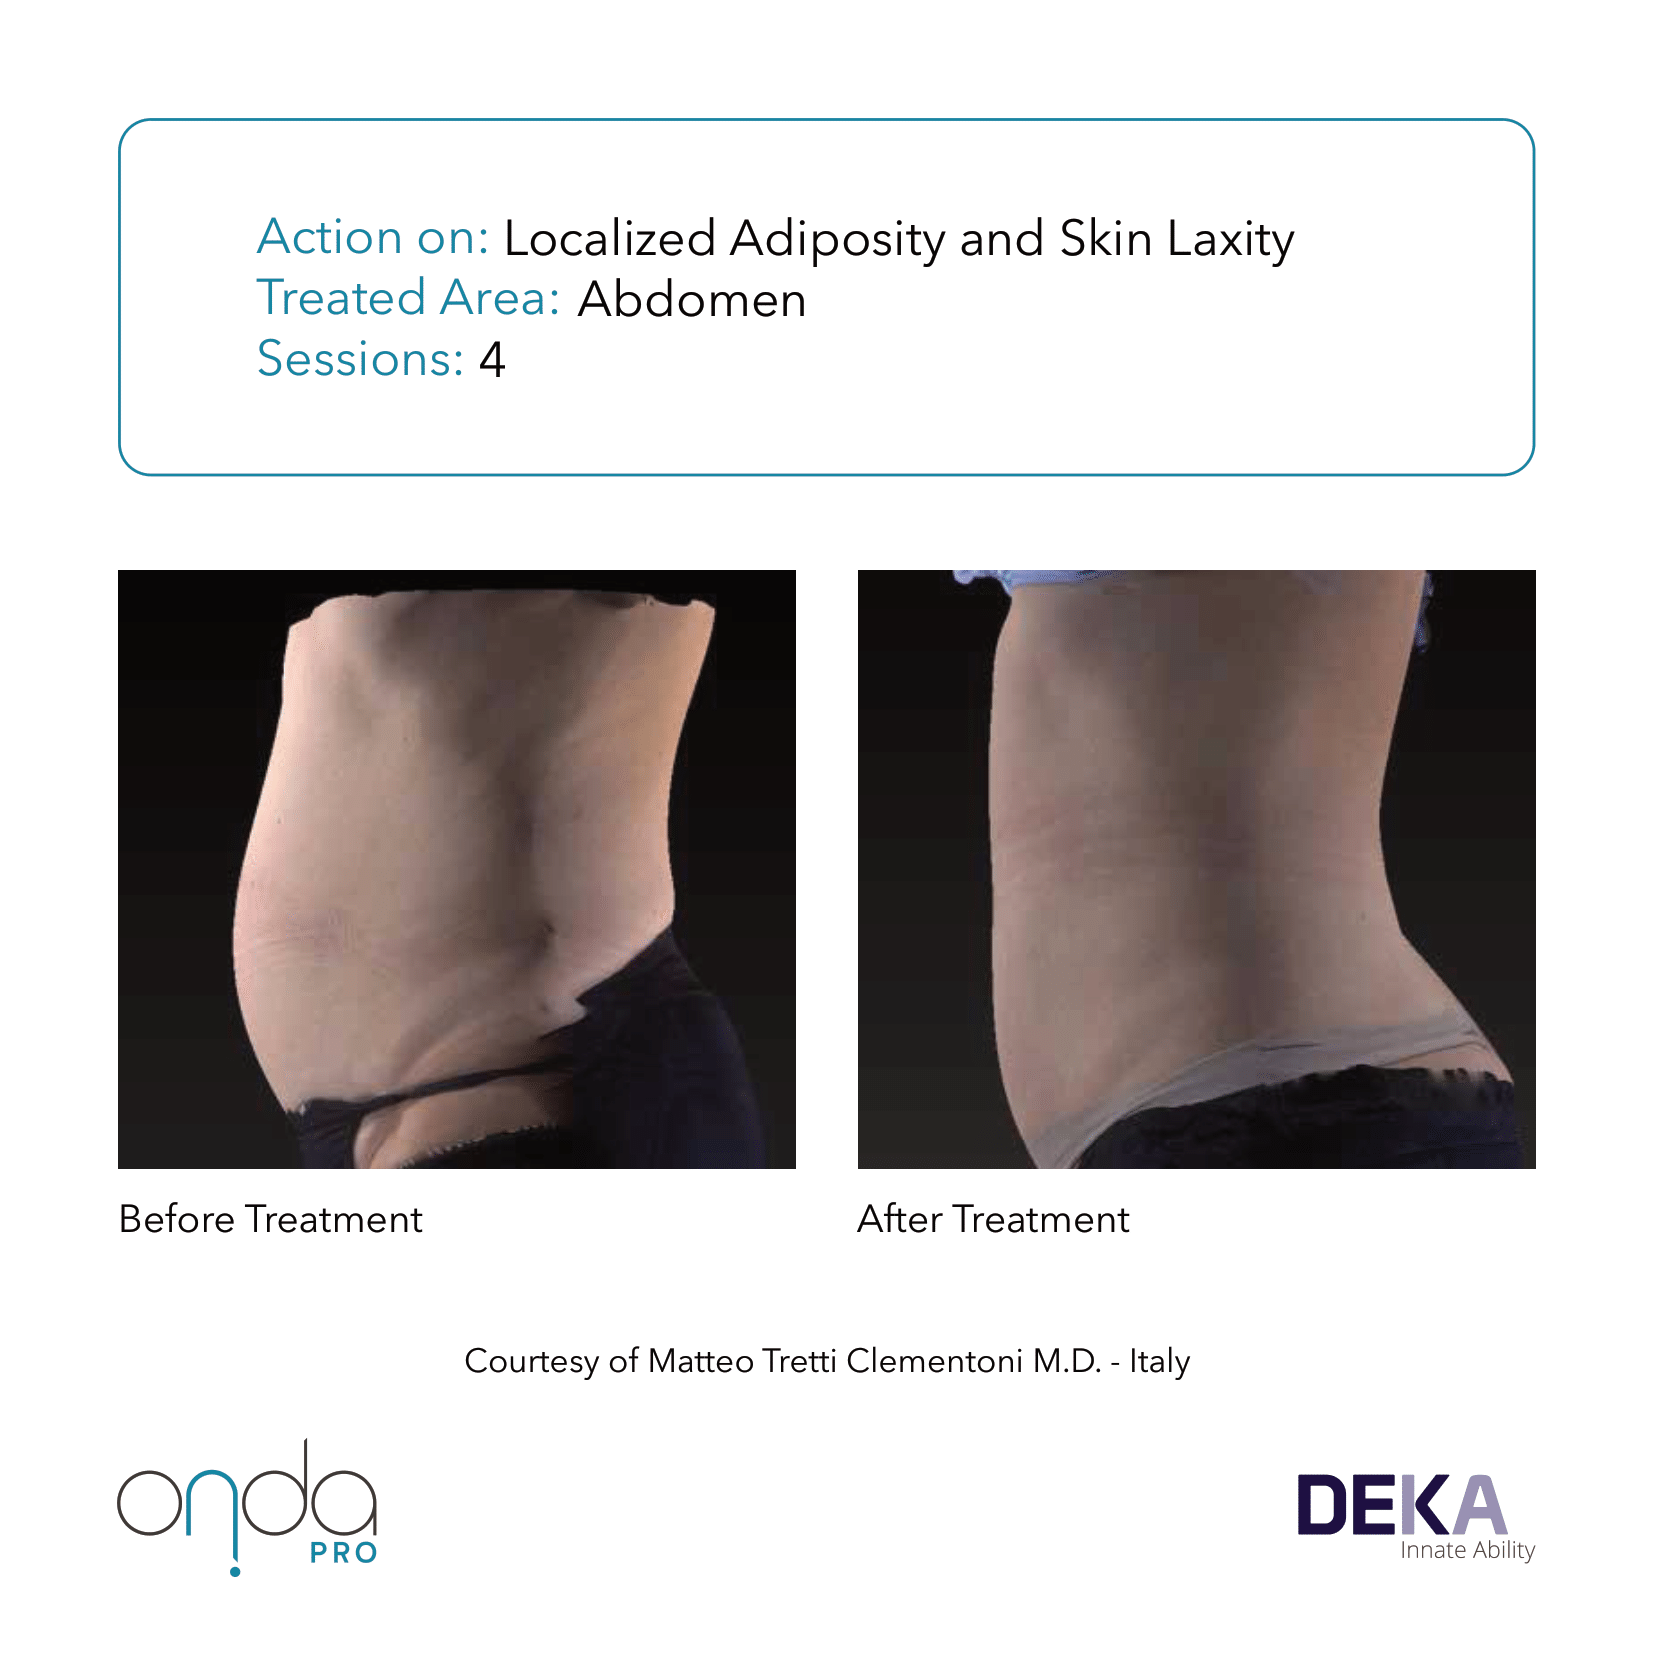 Action on: Localized Adiposity and Skin Laxity
Treated Area: Abdomen
Sessions: 4
Before Treatment
After Treatment
Courtesy of Matteo Tretti Clementoni M.D. - Italy
onda
PRO
DEKA
Innate Ability